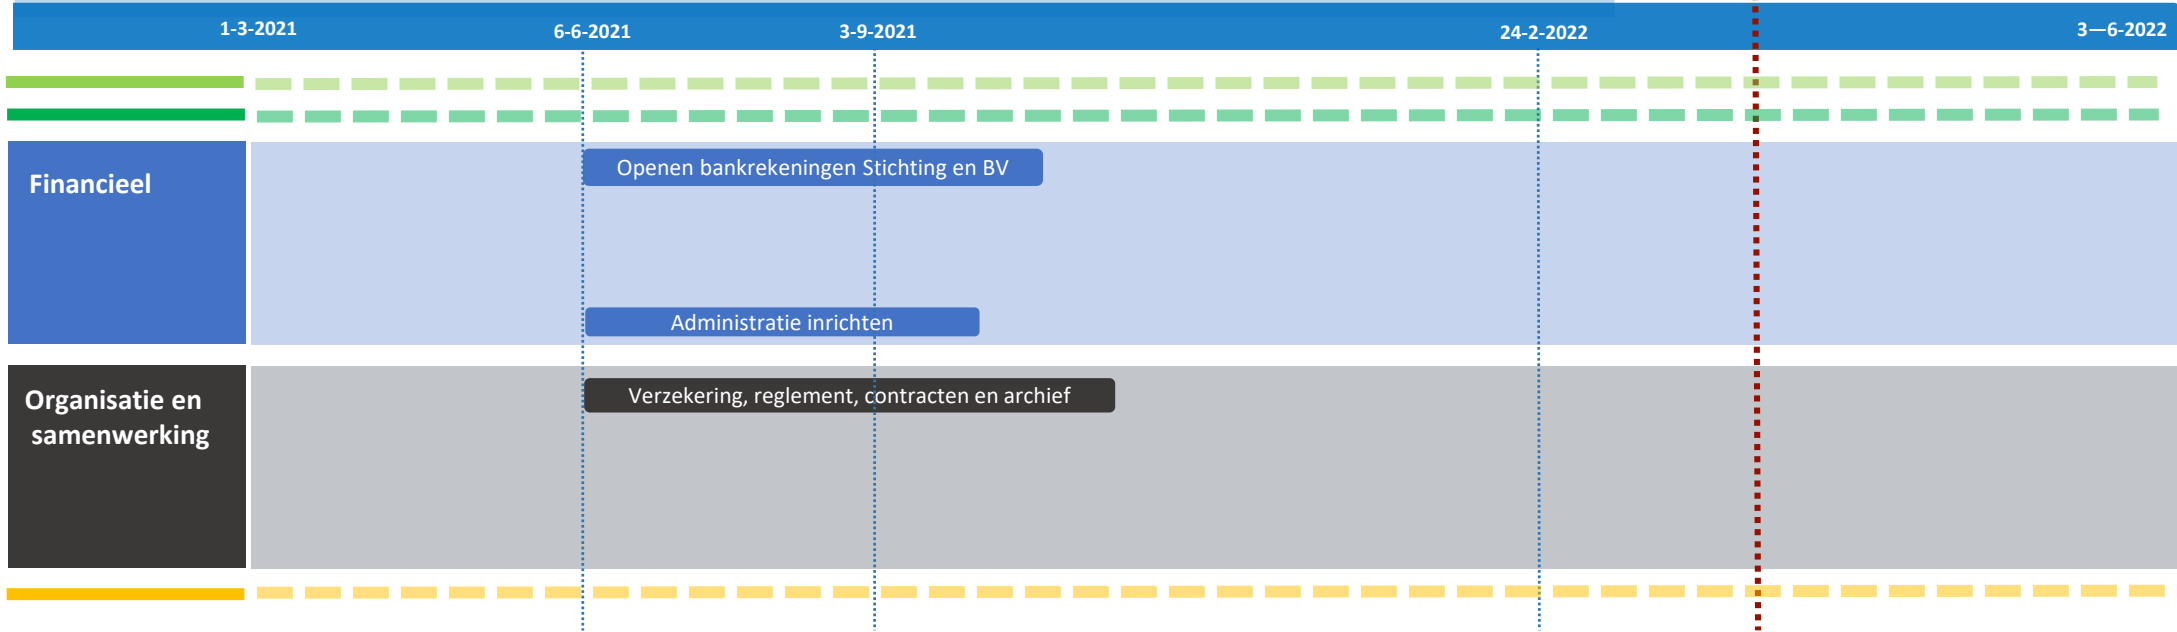 1-3-2021 6-6-2021 3-9-2021 24-2-2022 3—6-2022
Financieel
Openen bankrekeningen Stichting en BV
Administratie inrichten
Organisatie en
samenwerking
Verzekering, reglement, contracten en archief